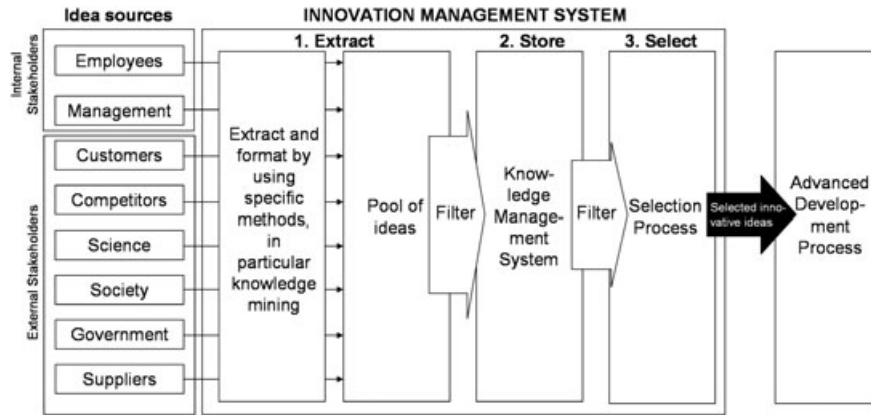 Idea sources
INNOVATION MANAGEMENT SYSTEM
Internal
Stakeholders
Employees
Management
External Stakeholders
Customers
Competitors
Science
Society
Government
Suppliers
1. Extract
Extract and
format by
using
specific
methods,
in
particular
knowledge
mining
Pool of
ideas
Filter
2. Store
Know-
ledge
Manage-
ment
System
Filter
3. Select
Selection
Process
Selected inno-
vative ideas
Advanced
Develop-
ment
Process